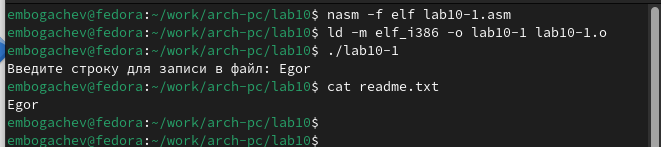 embogachev@fedora:~/work/arch-pc/lab10$ nasm -f elf lab10-1.asm
embogachev@fedora:~/work/arch-pc/lab10$ ld -m elf_i386 -o lab10-1 lab10-1.o
embogachev@fedora:~/work/arch-pc/lab10$ ./lab10-1
Введите строку для записи в файл: Egor
embogachev@fedora:~/work/arch-pc/lab10$ cat readme.txt
Egor
embogachev@fedora:~/work/arch-pc/lab10$
embogachev@fedora:~/work/arch-pc/lab10$